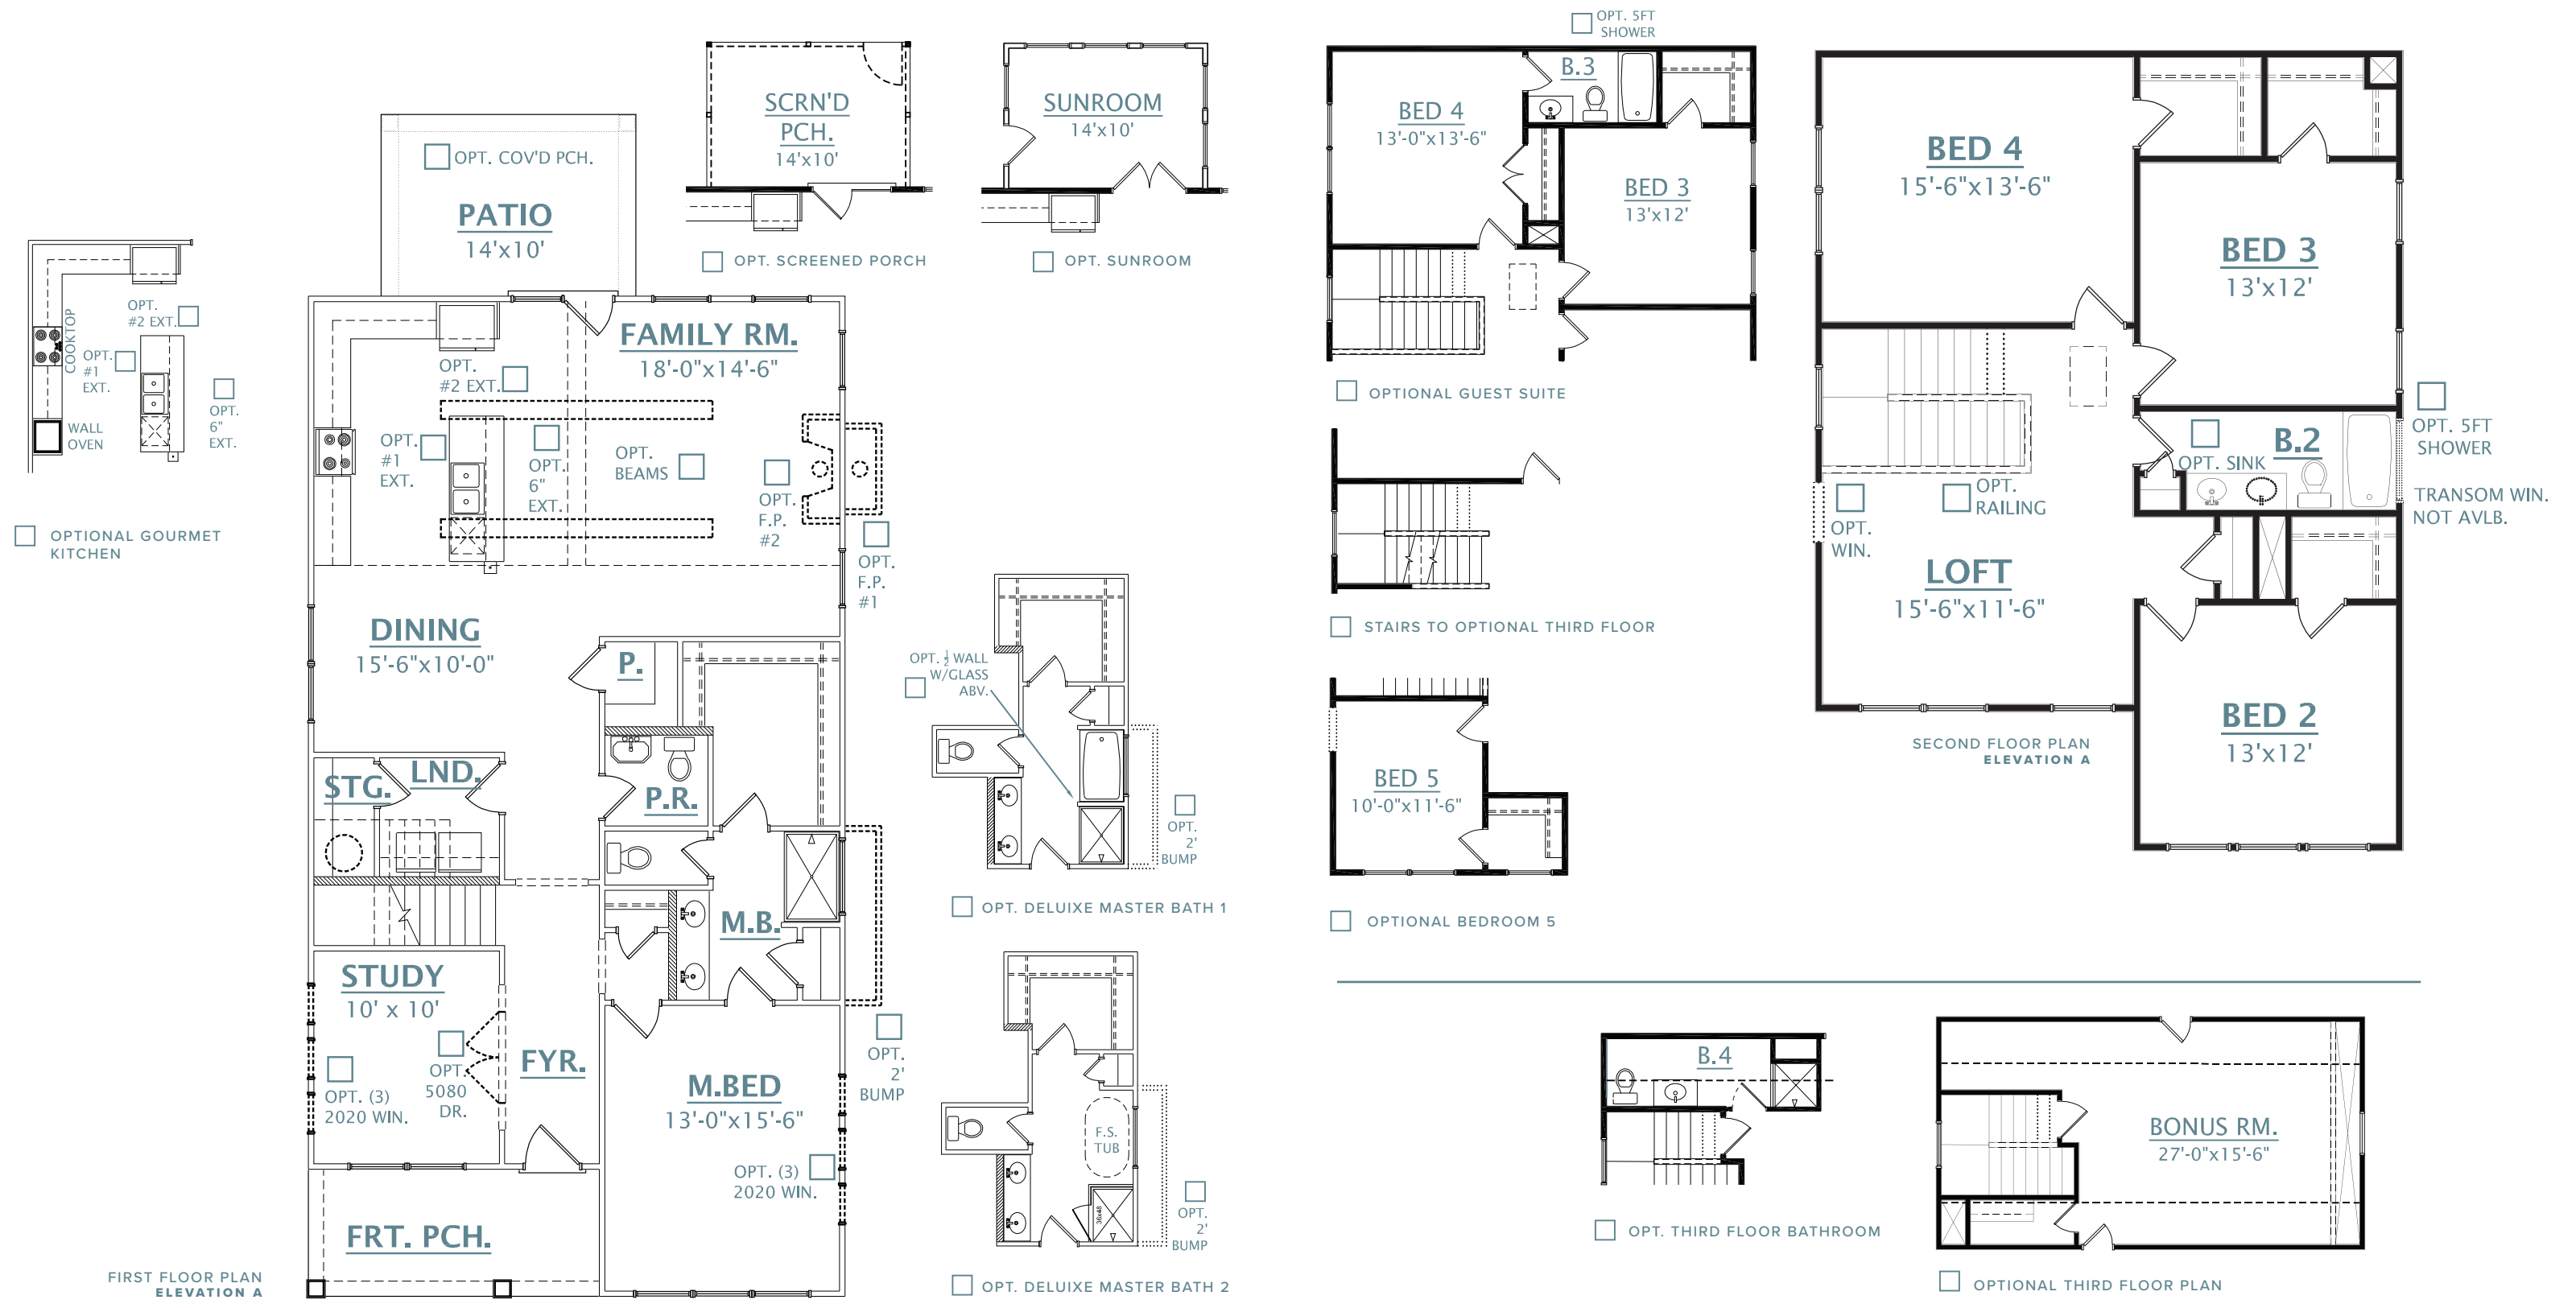 SCRN'D
PCH.
14'x10'
OPT. SCREENED PORCH
SUNROOM
14'x10'
OPT. SUNROOM
OPT. COV'D PCH.
PATIO
14'x10'
OPT.
#2 EXT.
COOKTOP
OPT.
#1
EXT.
OPT.
6"
EXT.
WALL
OVEN
OPTIONAL GOURMET
KITCHEN
FAMILY RM.
18'-0"x14'-6"
OPT.
#2 EXT.
OPT.
#1
EXT.
OPT.
6"
EXT.
OPT.
BEAMS
OPT.
F.P.
#2
OPT.
F.P.
#1
DINING
15'-6"x10'-0"
P.
STG.
LND.
P.R.
M.B.
STUDY
10' x 10'
OPT. (3)
2020 WIN.
OPT.
5080
DR.
FYR.
M.BED
13'-0"x15'-6"
OPT. (3)
2020 WIN.
OPT.
2'
BUMP
FRT. PCH.
FIRST FLOOR PLAN
ELEVATION A
OPT. ½ WALL
W/GLASS
ABV.
OPT.
2'
BUMP
OPT. DELUIXE MASTER BATH 1
F.S.
TUB
36x48
OPT.
2'
BUMP
OPT. DELUIXE MASTER BATH 2
OPT. 5FT
SHOWER
B.3
BED 4
13'-0"x13'-6"
BED 3
13'x12'
OPTIONAL GUEST SUITE
STAIRS TO OPTIONAL THIRD FLOOR
BED 5
10'-0"x11'-6"
OPTIONAL BEDROOM 5
BED 4
15'-6"x13'-6"
BED 3
13'x12'
OPT. 5FT
SHOWER
B.2
OPT. SINK
TRANSOM WIN.
NOT AVLB.
OPT.
RAILING
OPT.
WIN.
LOFT
15'-6"x11'-6"
BED 2
13'x12'
SECOND FLOOR PLAN
ELEVATION A
B.4
OPT. THIRD FLOOR BATHROOM
BONUS RM.
27'-0"x15'-6"
OPTIONAL THIRD FLOOR PLAN